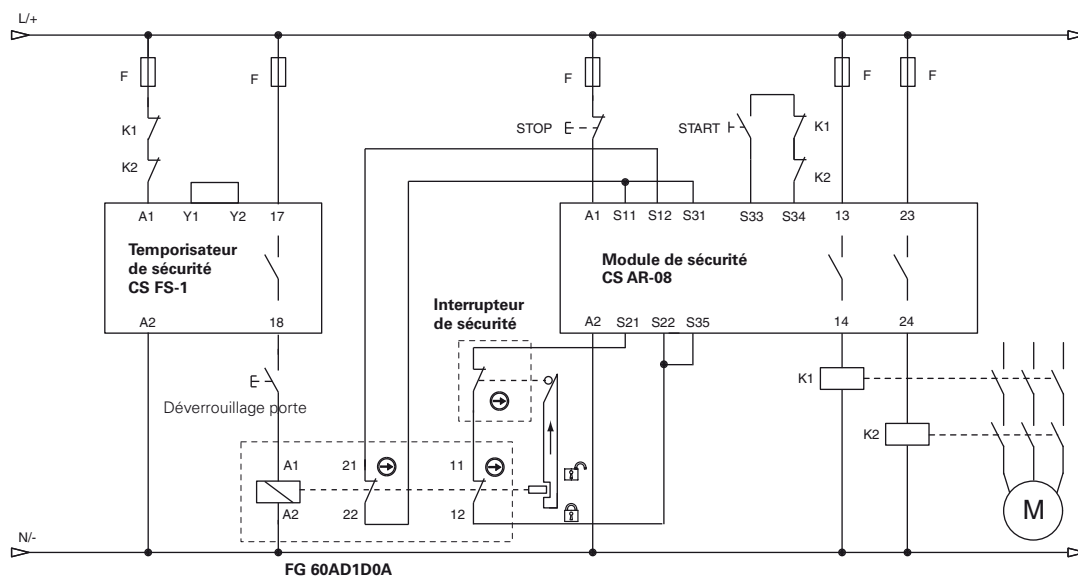 L/+
F
F
F
F
F
K1
K2
STOP
START
K1
K2
A1
Y1
Y2
17
A1
S11
S12
S31
S33
S34
13
23
Temporisateur
de sécurité
CS FS-1
Module de sécurité
CS AR-08
Interrupteur
de sécurité
A2
18
A2
S21
S22
S35
14
24
K1
Déverrouillage porte
K2
A1
21
11
A2
22
12
M
N/-
FG 60AD1D0A